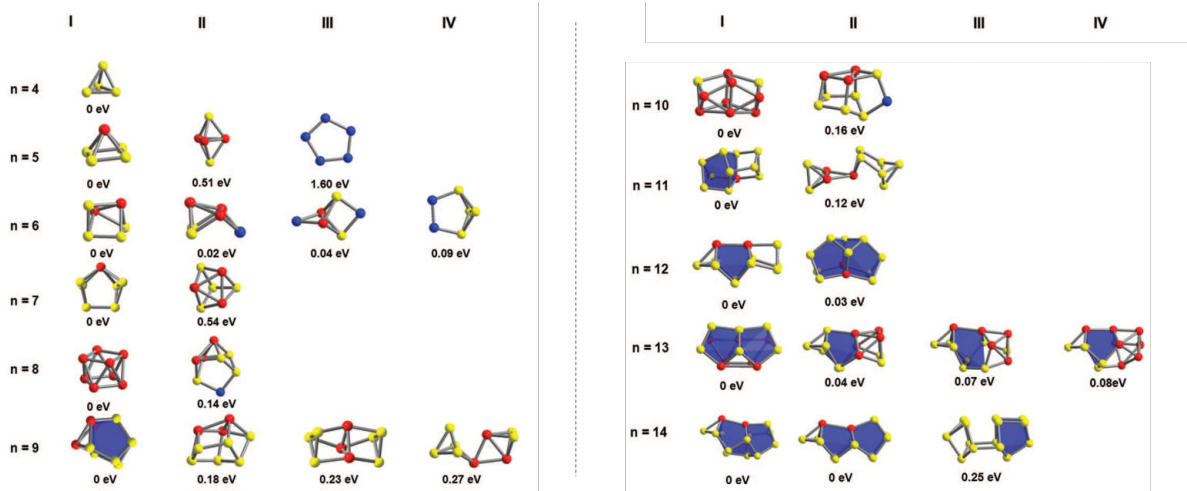 I II III IV
n = 4
0 eV
n = 5
0 eV 0.51 eV 1.60 eV
n = 6
0 eV 0.02 eV 0.04 eV 0.09 eV
n = 7
0 eV 0.54 eV
n = 8
0 eV 0.14 eV
n = 9
0 eV 0.18 eV 0.23 eV 0.27 eV
I II III IV
n = 10
0 eV 0.16 eV
n = 11
0 eV 0.12 eV
n = 12
0 eV 0.03 eV
n = 13
0 eV 0.04 eV 0.07 eV 0.08eV
n = 14
0 eV 0 eV 0.25 eV